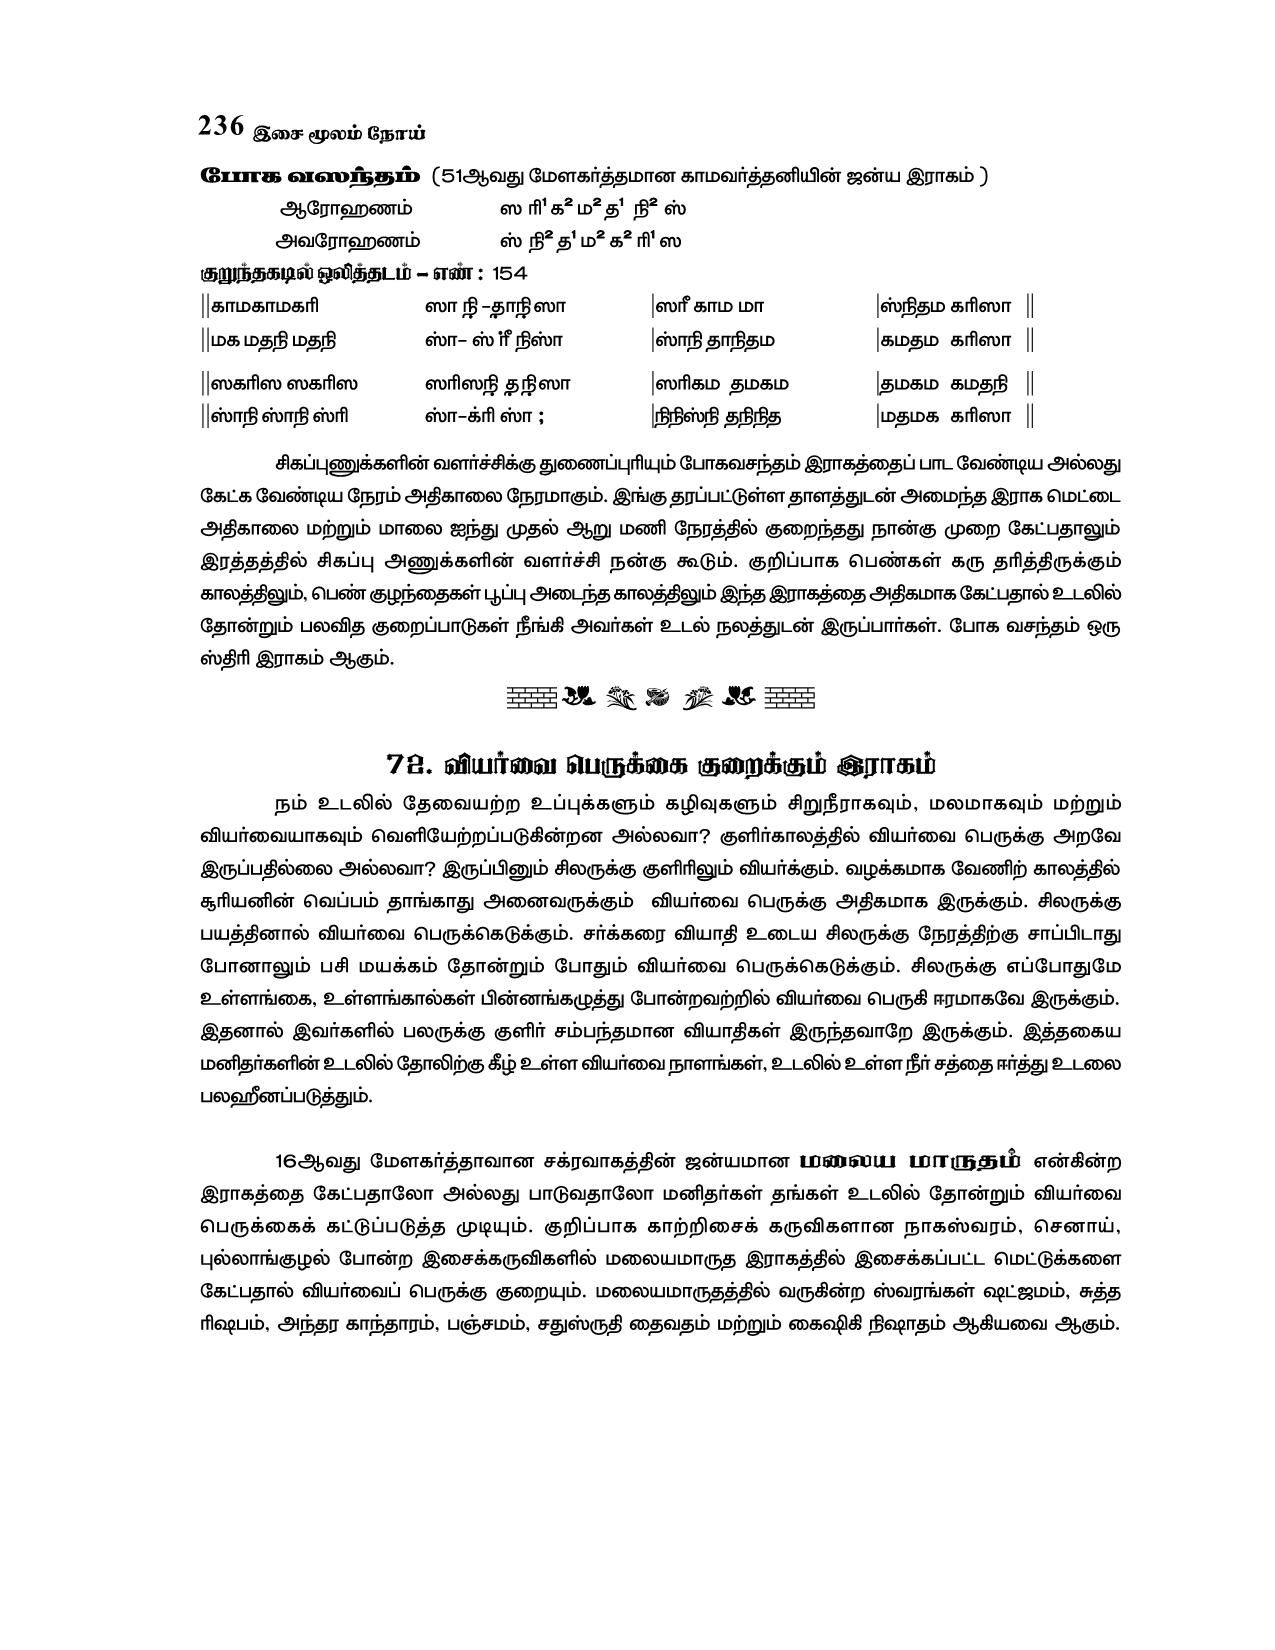 236 இசை மூலம் நோய்
போக வஸந்தம் (51ஆவது மேளகர்த்தமான காமவர்த்தனியின் ஜன்ய இராகம் )
ஆரோஹணம் ஸ ரி¹ க² ம² த¹ நி² ஸ்
அவரோஹணம் ஸ் நி² த¹ ம² க² ரி¹ ஸ
குறுந்தகடில் ஒலித்தடம் – எண் : 154
||காமகாமகரி ஸா நி̣ –தா̣நி̣ஸா |ஸரீ காம மா |ஸ்நிதம கரிஸா ||
||மக மதநி மதநி ஸ்ா– ஸ் ரீ் நிஸ்ா |ஸ்ாநி தாநிதம |கமதம கரிஸா ||
||ஸகரிஸ ஸகரிஸ ஸரிஸநி̣ த̣நி̣ஸா |ஸரிகம தமகம |தமகம கமதநி ||
||ஸ்ாநி ஸ்ாநி ஸ்ரி ஸ்ா–க்ரி ஸ்ா ; |நிநிஸ்நி தநிநித |மதமக கரிஸா ||
சிகப்புணுக்களின் வளர்ச்சிக்கு துணைப்புரியும் போகவசந்தம் இராகத்தைப் பாட வேண்டிய அல்லது
கேட்க வேண்டிய நேரம் அதிகாலை நேரமாகும். இங்கு தரப்பட்டுள்ள தாளத்துடன் அமைந்த இராக மெட்டை
அதிகாலை மற்றும் மாலை ஐந்து முதல் ஆறு மணி நேரத்தில் குறைந்தது நான்கு முறை கேட்பதாலும்
இரத்தத்தில் சிகப்பு அணுக்களின் வளர்ச்சி நன்கு கூடும். குறிப்பாக பெண்கள் கரு தரித்திருக்கும்
காலத்திலும், பெண் குழந்தைகள் பூப்பு அடைந்த காலத்திலும் இந்த இராகத்தை அதிகமாக கேட்பதால் உடலில்
தோன்றும் பலவித குறைப்பாடுகள் நீங்கி அவர்கள் உடல் நலத்துடன் இருப்பார்கள். போக வசந்தம் ஒரு
ஸ்திரி இராகம் ஆகும்.
72. வியர்வை பெருக்கை குறைக்கும் இராகம்
நம் உடலில் தேவையற்ற உப்புக்களும் கழிவுகளும் சிறுநீராகவும், மலமாகவும் மற்றும்
வியர்வையாகவும் வெளியேற்றப்படுகின்றன அல்லவா? குளிர்காலத்தில் வியர்வை பெருக்கு அறவே
இருப்பதில்லை அல்லவா? இருப்பினும் சிலருக்கு குளிரிலும் வியர்க்கும். வழக்கமாக வேணிற் காலத்தில்
சூரியனின் வெப்பம் தாங்காது அனைவருக்கும் வியர்வை பெருக்கு அதிகமாக இருக்கும். சிலருக்கு
பயத்தினால் வியர்வை பெருக்கெடுக்கும். சர்க்கரை வியாதி உடைய சிலருக்கு நேரத்திற்கு சாப்பிடாது
போனாலும் பசி மயக்கம் தோன்றும் போதும் வியர்வை பெருக்கெடுக்கும். சிலருக்கு எப்போதுமே
உள்ளங்கை, உள்ளங்கால்கள் பின்னங்கழுத்து போன்றவற்றில் வியர்வை பெருகி ஈரமாகவே இருக்கும்.
இதனால் இவர்களில் பலருக்கு குளிர் சம்பந்தமான வியாதிகள் இருந்தவாறே இருக்கும். இத்தகைய
மனிதர்களின் உடலில் தோலிற்கு கீழ் உள்ள வியர்வை நாளங்கள், உடலில் உள்ள நீர் சத்தை ஈர்த்து உடலை
பலஹீனப்படுத்தும்.
16ஆவது மேளகர்த்தாவான சக்ரவாகத்தின் ஜன்யமான மலைய மாருதம் என்கின்ற
இராகத்தை கேட்பதாலோ அல்லது பாடுவதாலோ மனிதர்கள் தங்கள் உடலில் தோன்றும் வியர்வை
பெருக்கைக் கட்டுப்படுத்த முடியும். குறிப்பாக காற்றிசைக் கருவிகளான நாகஸ்வரம், செனாய்,
புல்லாங்குழல் போன்ற இசைக்கருவிகளில் மலையமாருத இராகத்தில் இசைக்கப்பட்ட மெட்டுக்களை
கேட்பதால் வியர்வைப் பெருக்கு குறையும். மலையமாருதத்தில் வருகின்ற ஸ்வரங்கள் ஷட்ஜமம், சுத்த
ரிஷபம், அந்தர காந்தாரம், பஞ்சமம், சதுஸ்ருதி தைவதம் மற்றும் கைஷிகி நிஷாதம் ஆகியவை ஆகும்.